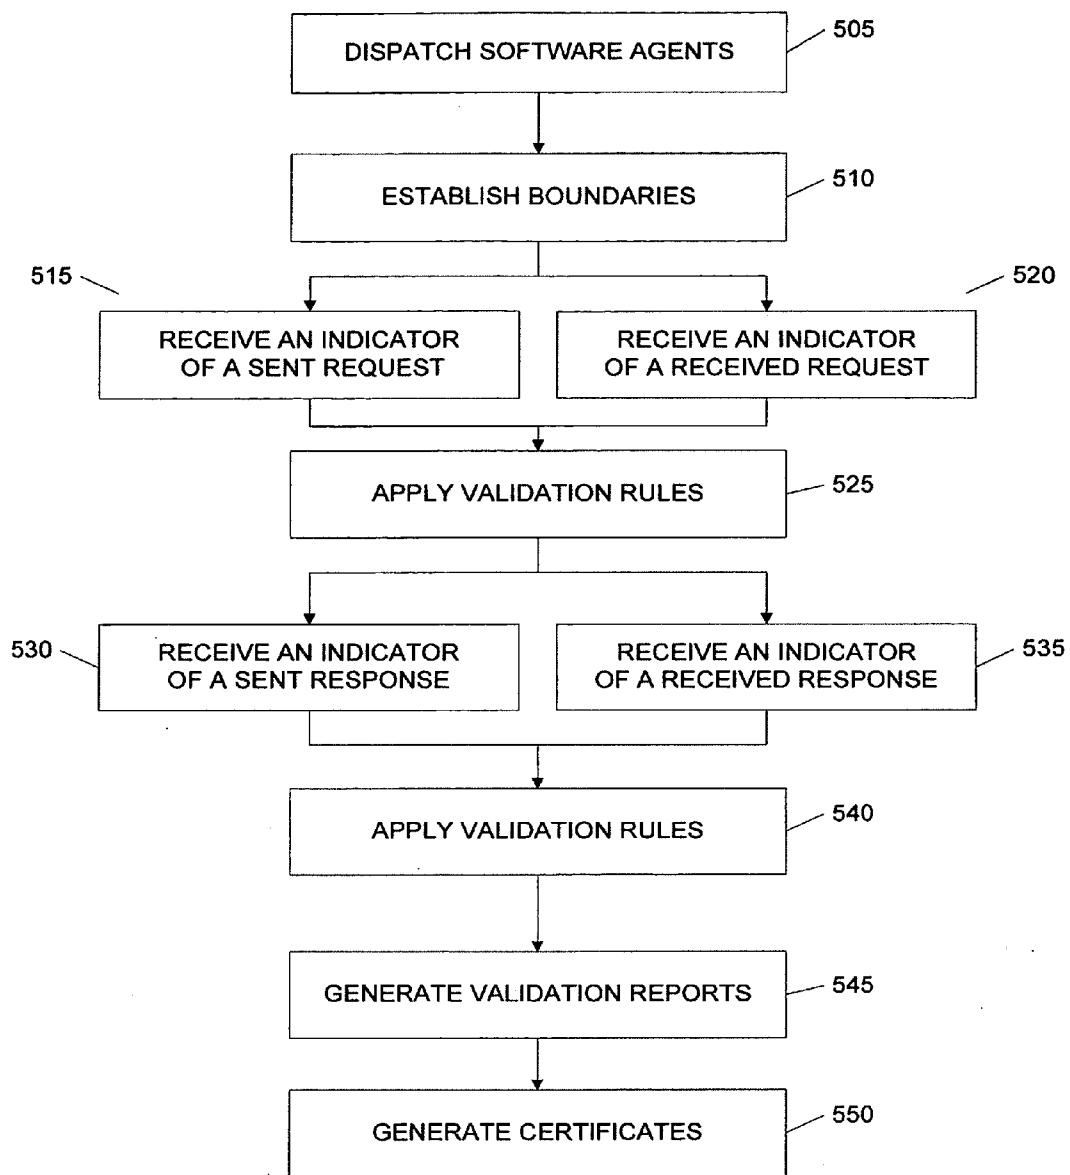 DISPATCH SOFTWARE AGENTS
505
ESTABLISH BOUNDARIES
510
515
520
RECEIVE AN INDICATOR
OF A SENT REQUEST
RECEIVE AN INDICATOR
OF A RECEIVED REQUEST
APPLY VALIDATION RULES
525
530
RECEIVE AN INDICATOR
OF A SENT RESPONSE
RECEIVE AN INDICATOR
OF A RECEIVED RESPONSE
535
APPLY VALIDATION RULES
540
GENERATE VALIDATION REPORTS
545
GENERATE CERTIFICATES
550